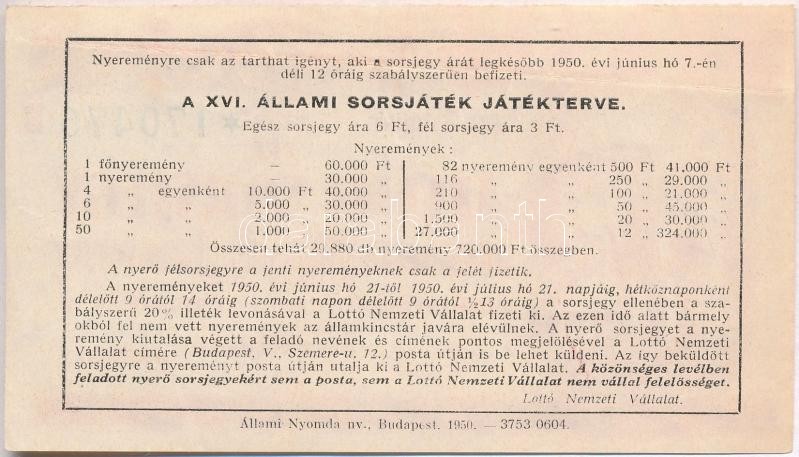 Nyereményre csak az tarthat igényt, aki a sorsjegy árát legkésőbb 1950. évi június hó 7.-én
déli 12 óráig szabályszerüen befizeti.
A XVI. ÁLLAMI SORSJÁTÉK JÁTÉKTERVE.
Egész sorsjegy ára 6 Ft, fél sorsjegy ára 3 Ft.
Nyeremények :
1 főnyeremény — 60.000 Ft 82 nyeremény egyenként 500 Ft 41.000 Ft
1 nyeremény — 30.000 „ 116 „ „ 250 „ 29.000 „
4 „ egyenként 10.000 Ft 40.000 „ 210 „ „ 100 „ 21.000 „
6 „ „ 5.000 „ 30.000 „ 900 „ „ 50 „ 45.000 „
10 „ „ 2.000 „ 20.000 „ 1.500 „ „ 20 „ 30.000 „
50 „ „ 1.000 „ 50.000 „ 27.000 „ „ 12 „ 324.000 „
Összesen tehát 29.880 db nyeremény 720.000 Ft összegben.
A nyerő félsorsjegyre a fenti nyereményeknek csak a felét fizetik.
A nyereményeket 1950. évi június hó 21-től 1950. évi július hó 21. napjáig, hétköznaponként
délelőtt 9 órától 14 óráig (szombati napon délelőtt 9 órától ½13 óráig) a sorsjegy ellenében a sza-
bályszerű 20% illeték levonásával a Lottó Nemzeti Vállalat fizeti ki. Az ezen idő alatt bármely
okból fel nem vett nyeremények az államkincstár javára elévülnek. A nyerő sorsjegyet a nye-
remény kiutalása végett a feladó nevének és címének pontos megjelölésével a Lottó Nemzeti
Vállalat címére (Budapest, V., Szemere-u. 12.) posta útján is be lehet küldeni. Az így beküldött
sorsjegyre a nyereményt posta útján utalja ki a Lottó Nemzeti Vállalat. A közönséges levélben
feladott nyerő sorsjegyekért sem a posta, sem a Lottó Nemzeti Vállalat nem vállal felelősséget.
Lottó Nemzeti Vállalat.
Állami Nyomda nv., Budapest. 1950. — 3753 0604.